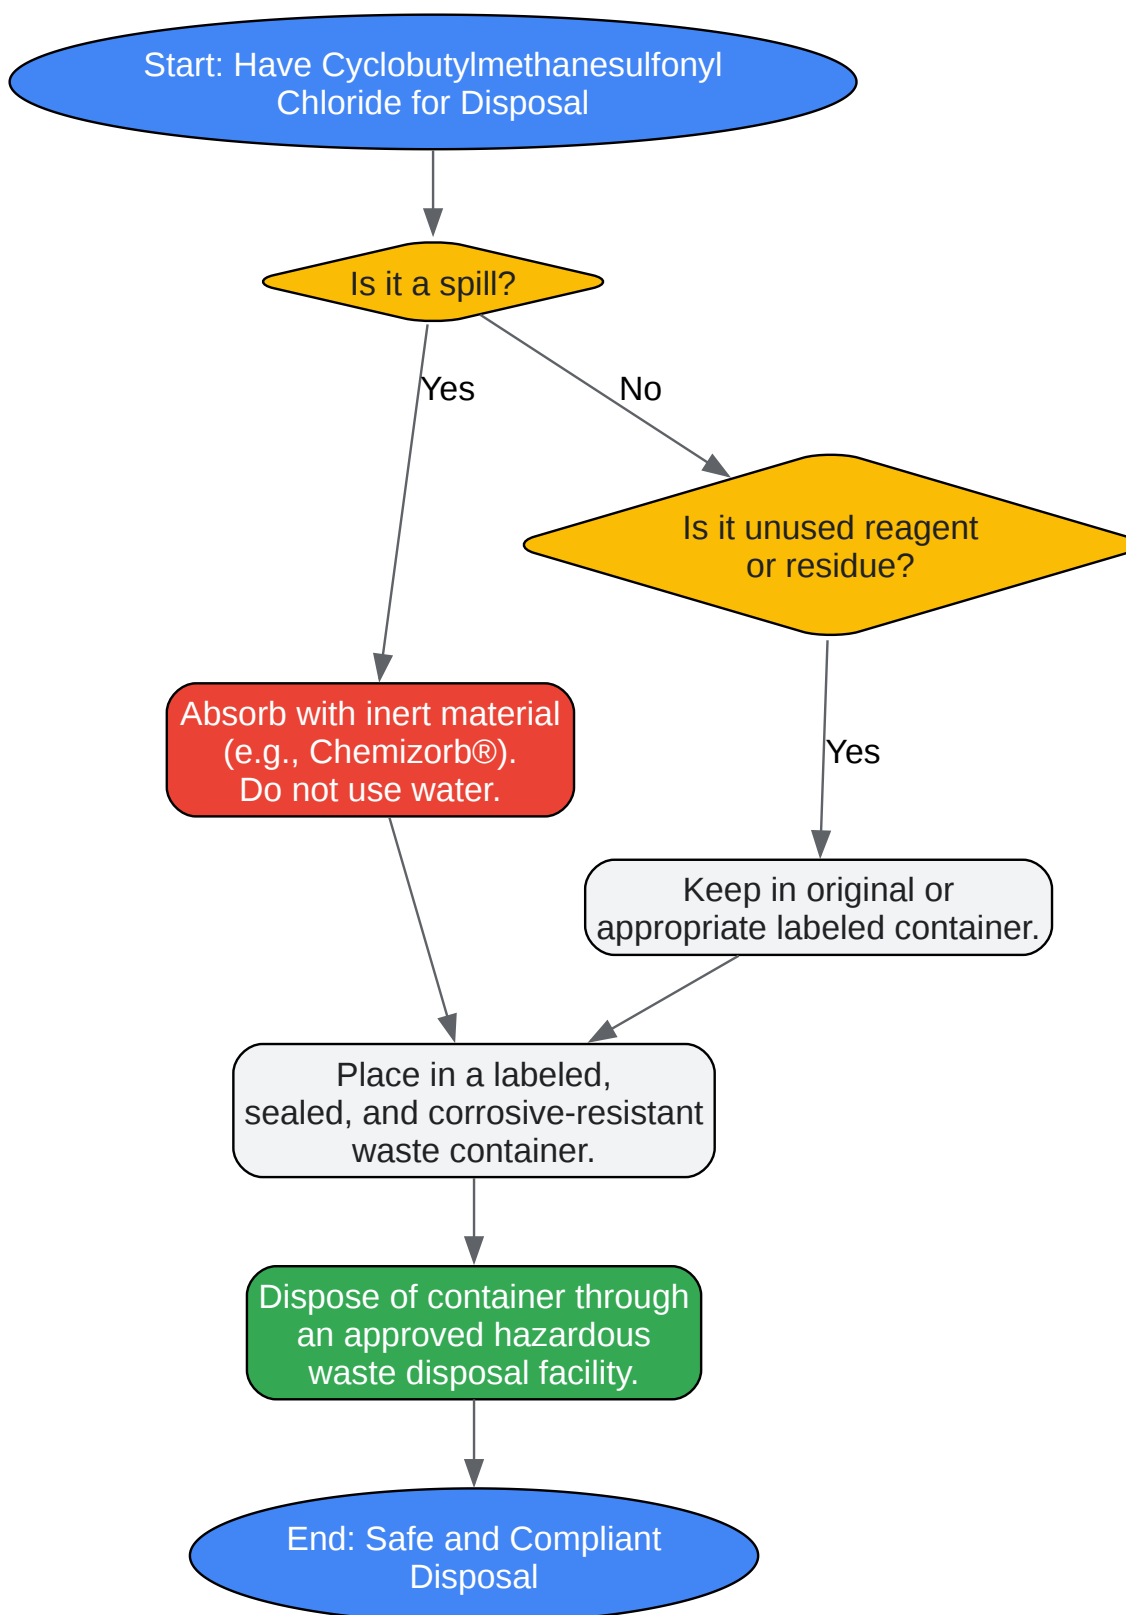 Start: Have Cyclobutylmethanesulfonyl
Chloride for Disposal
Is it a spill?
Yes
No
Is it unused reagent
or residue?
Absorb with inert material
(e.g., Chemizorb®).
Do not use water.
Yes
Keep in original or
appropriate labeled container.
Place in a labeled,
sealed, and corrosive-resistant
waste container.
Dispose of container through
an approved hazardous
waste disposal facility.
End: Safe and Compliant
Disposal